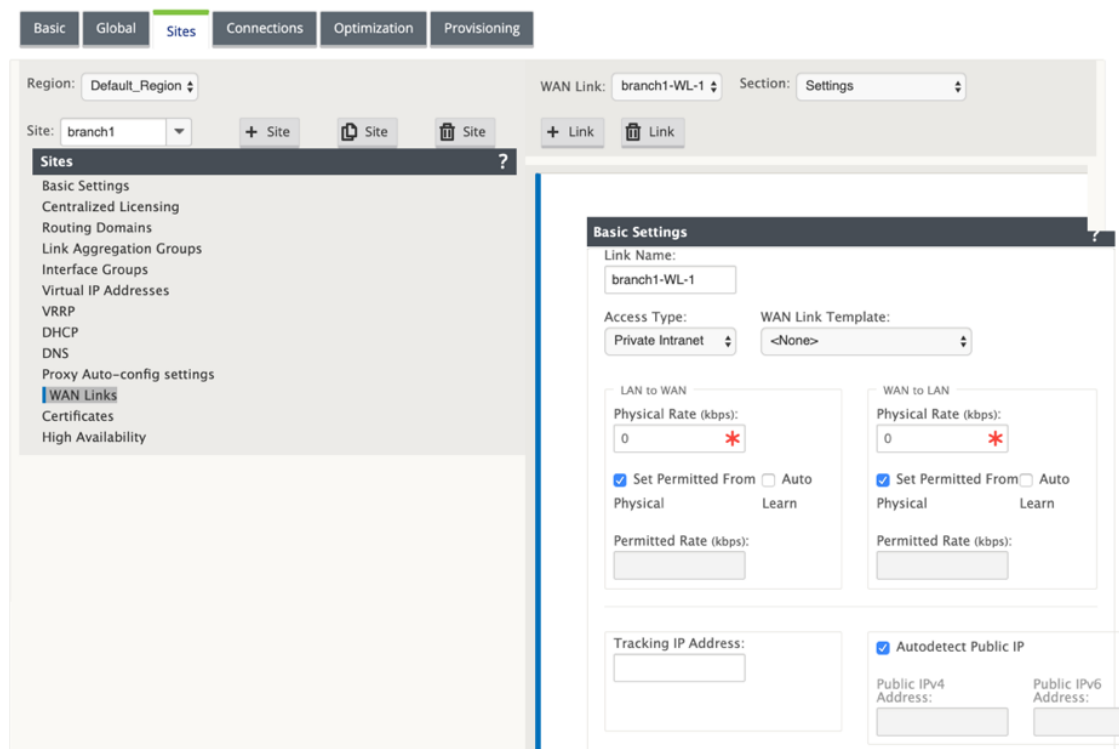 Basic Global Sites Connections Optimization Provisioning
Region: Default_Region
Site: branch1 + Site Site Site
Sites ?
Basic Settings
Centralized Licensing
Routing Domains
Link Aggregation Groups
Interface Groups
Virtual IP Addresses
VRRP
DHCP
DNS
Proxy Auto-config settings
WAN Links
Certificates
High Availability
WAN Link: branch1-WL-1 Section: Settings
+ Link Link
Basic Settings ?
Link Name:
branch1-WL-1
Access Type: WAN Link Template:
Private Intranet <None>
LAN to WAN
Physical Rate (kbps):
0 *
Set Permitted From Auto
Physical Learn
Permitted Rate (kbps):
WAN to LAN
Physical Rate (kbps):
0 *
Set Permitted From Auto
Physical Learn
Permitted Rate (kbps):
Tracking IP Address:
Autodetect Public IP
Public IPv4 Public IPv6
Address: Address: